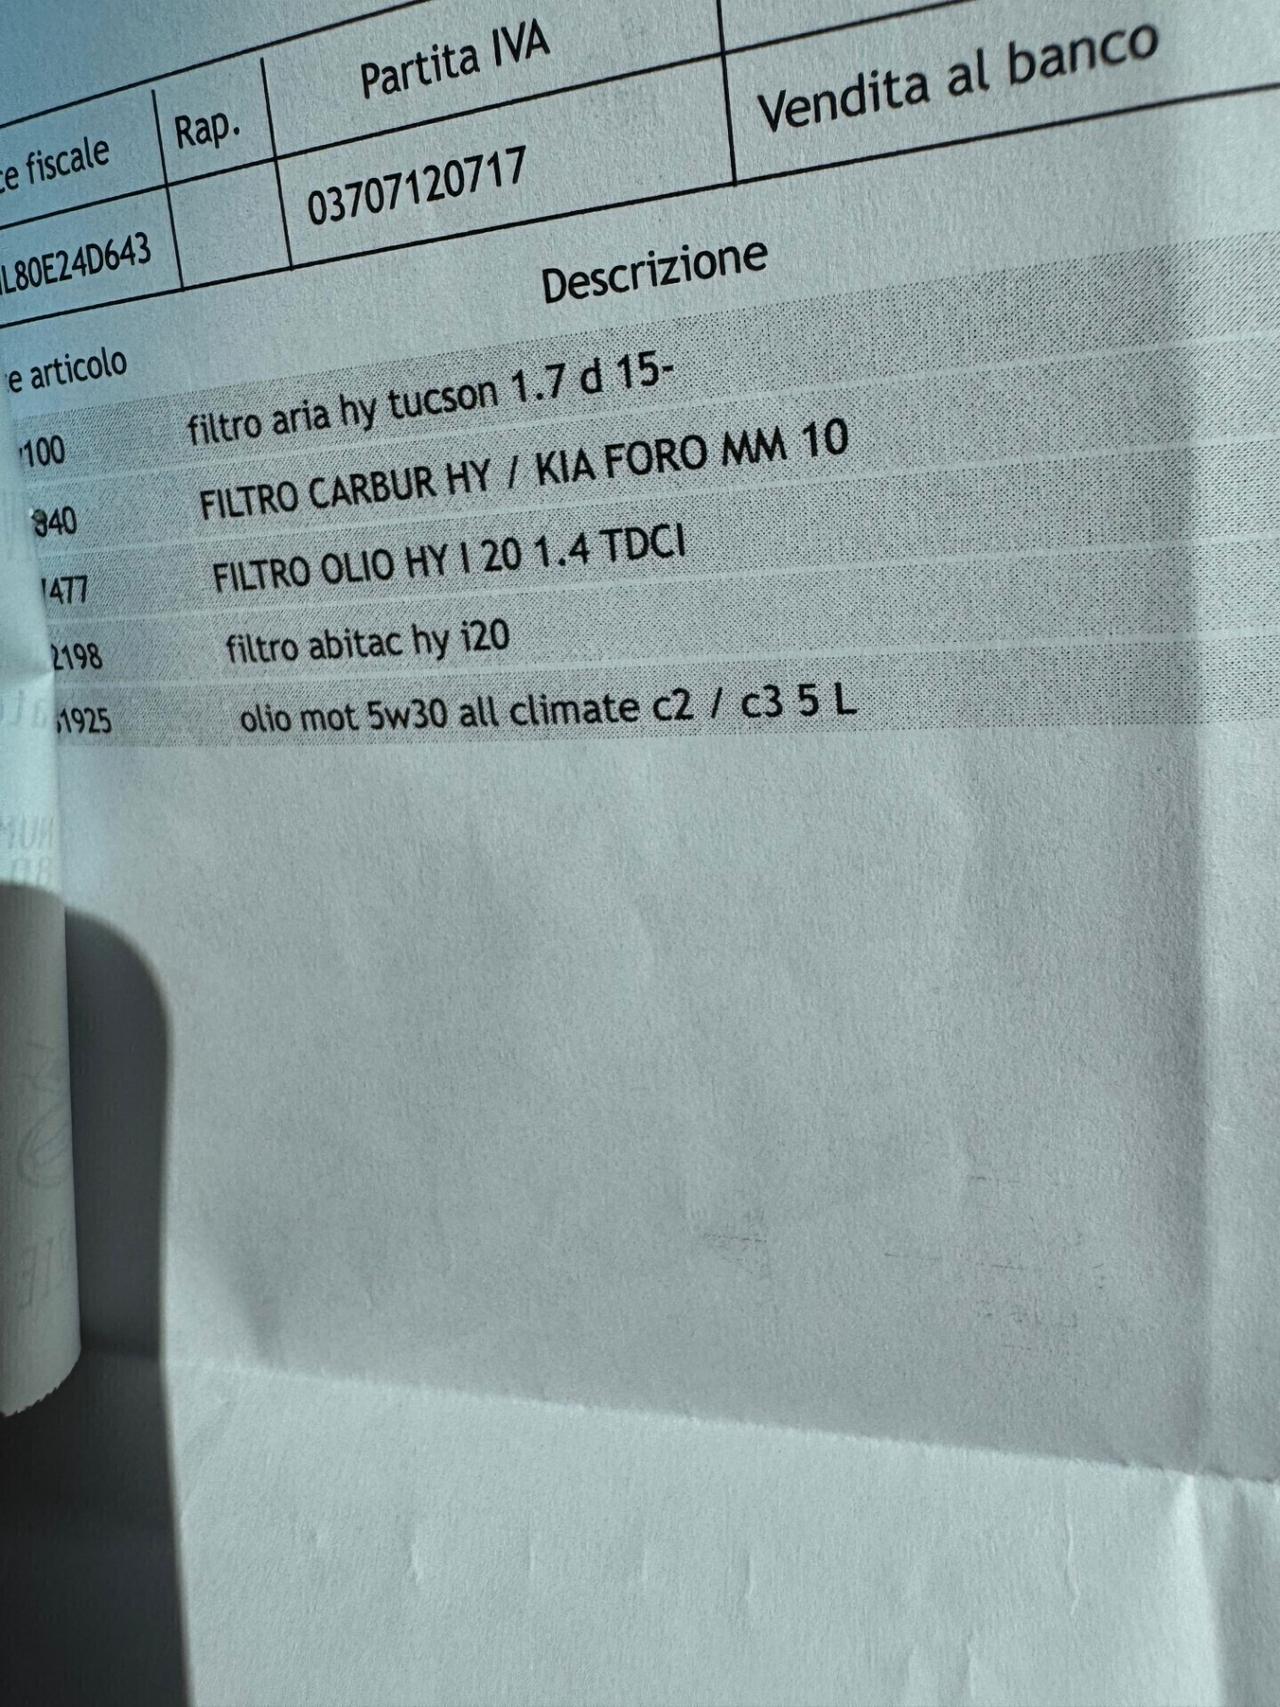 Partita IVA
Rap.
Vendita al banco
ce fiscale
03707120717
L80E24D643
Descrizione
e articolo
100 filtro aria hy tucson 1.7 d 15-
840 FILTRO CARBUR HY / KIA FORO MM 10
477 FILTRO OLIO HY I 20 1.4 TDCI
2198 filtro abitac hy i20
1925 olio mot 5w30 all climate c2 / c3 5 L